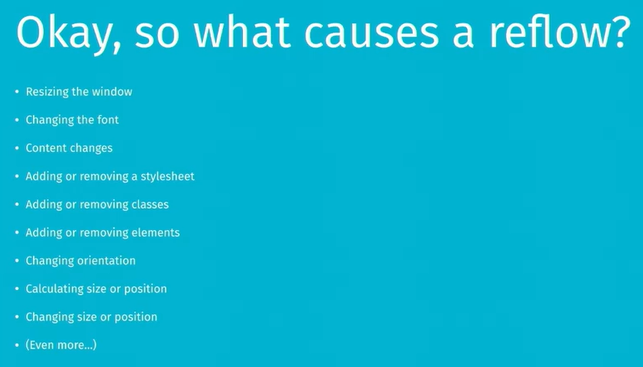 Okay, so what causes a reflow?
• Resizing the window
• Changing the font
• Content changes
• Adding or removing a stylesheet
• Adding or removing classes
• Adding or removing elements
• Changing orientation
• Calculating size or position
• Changing size or position
• (Even more...)